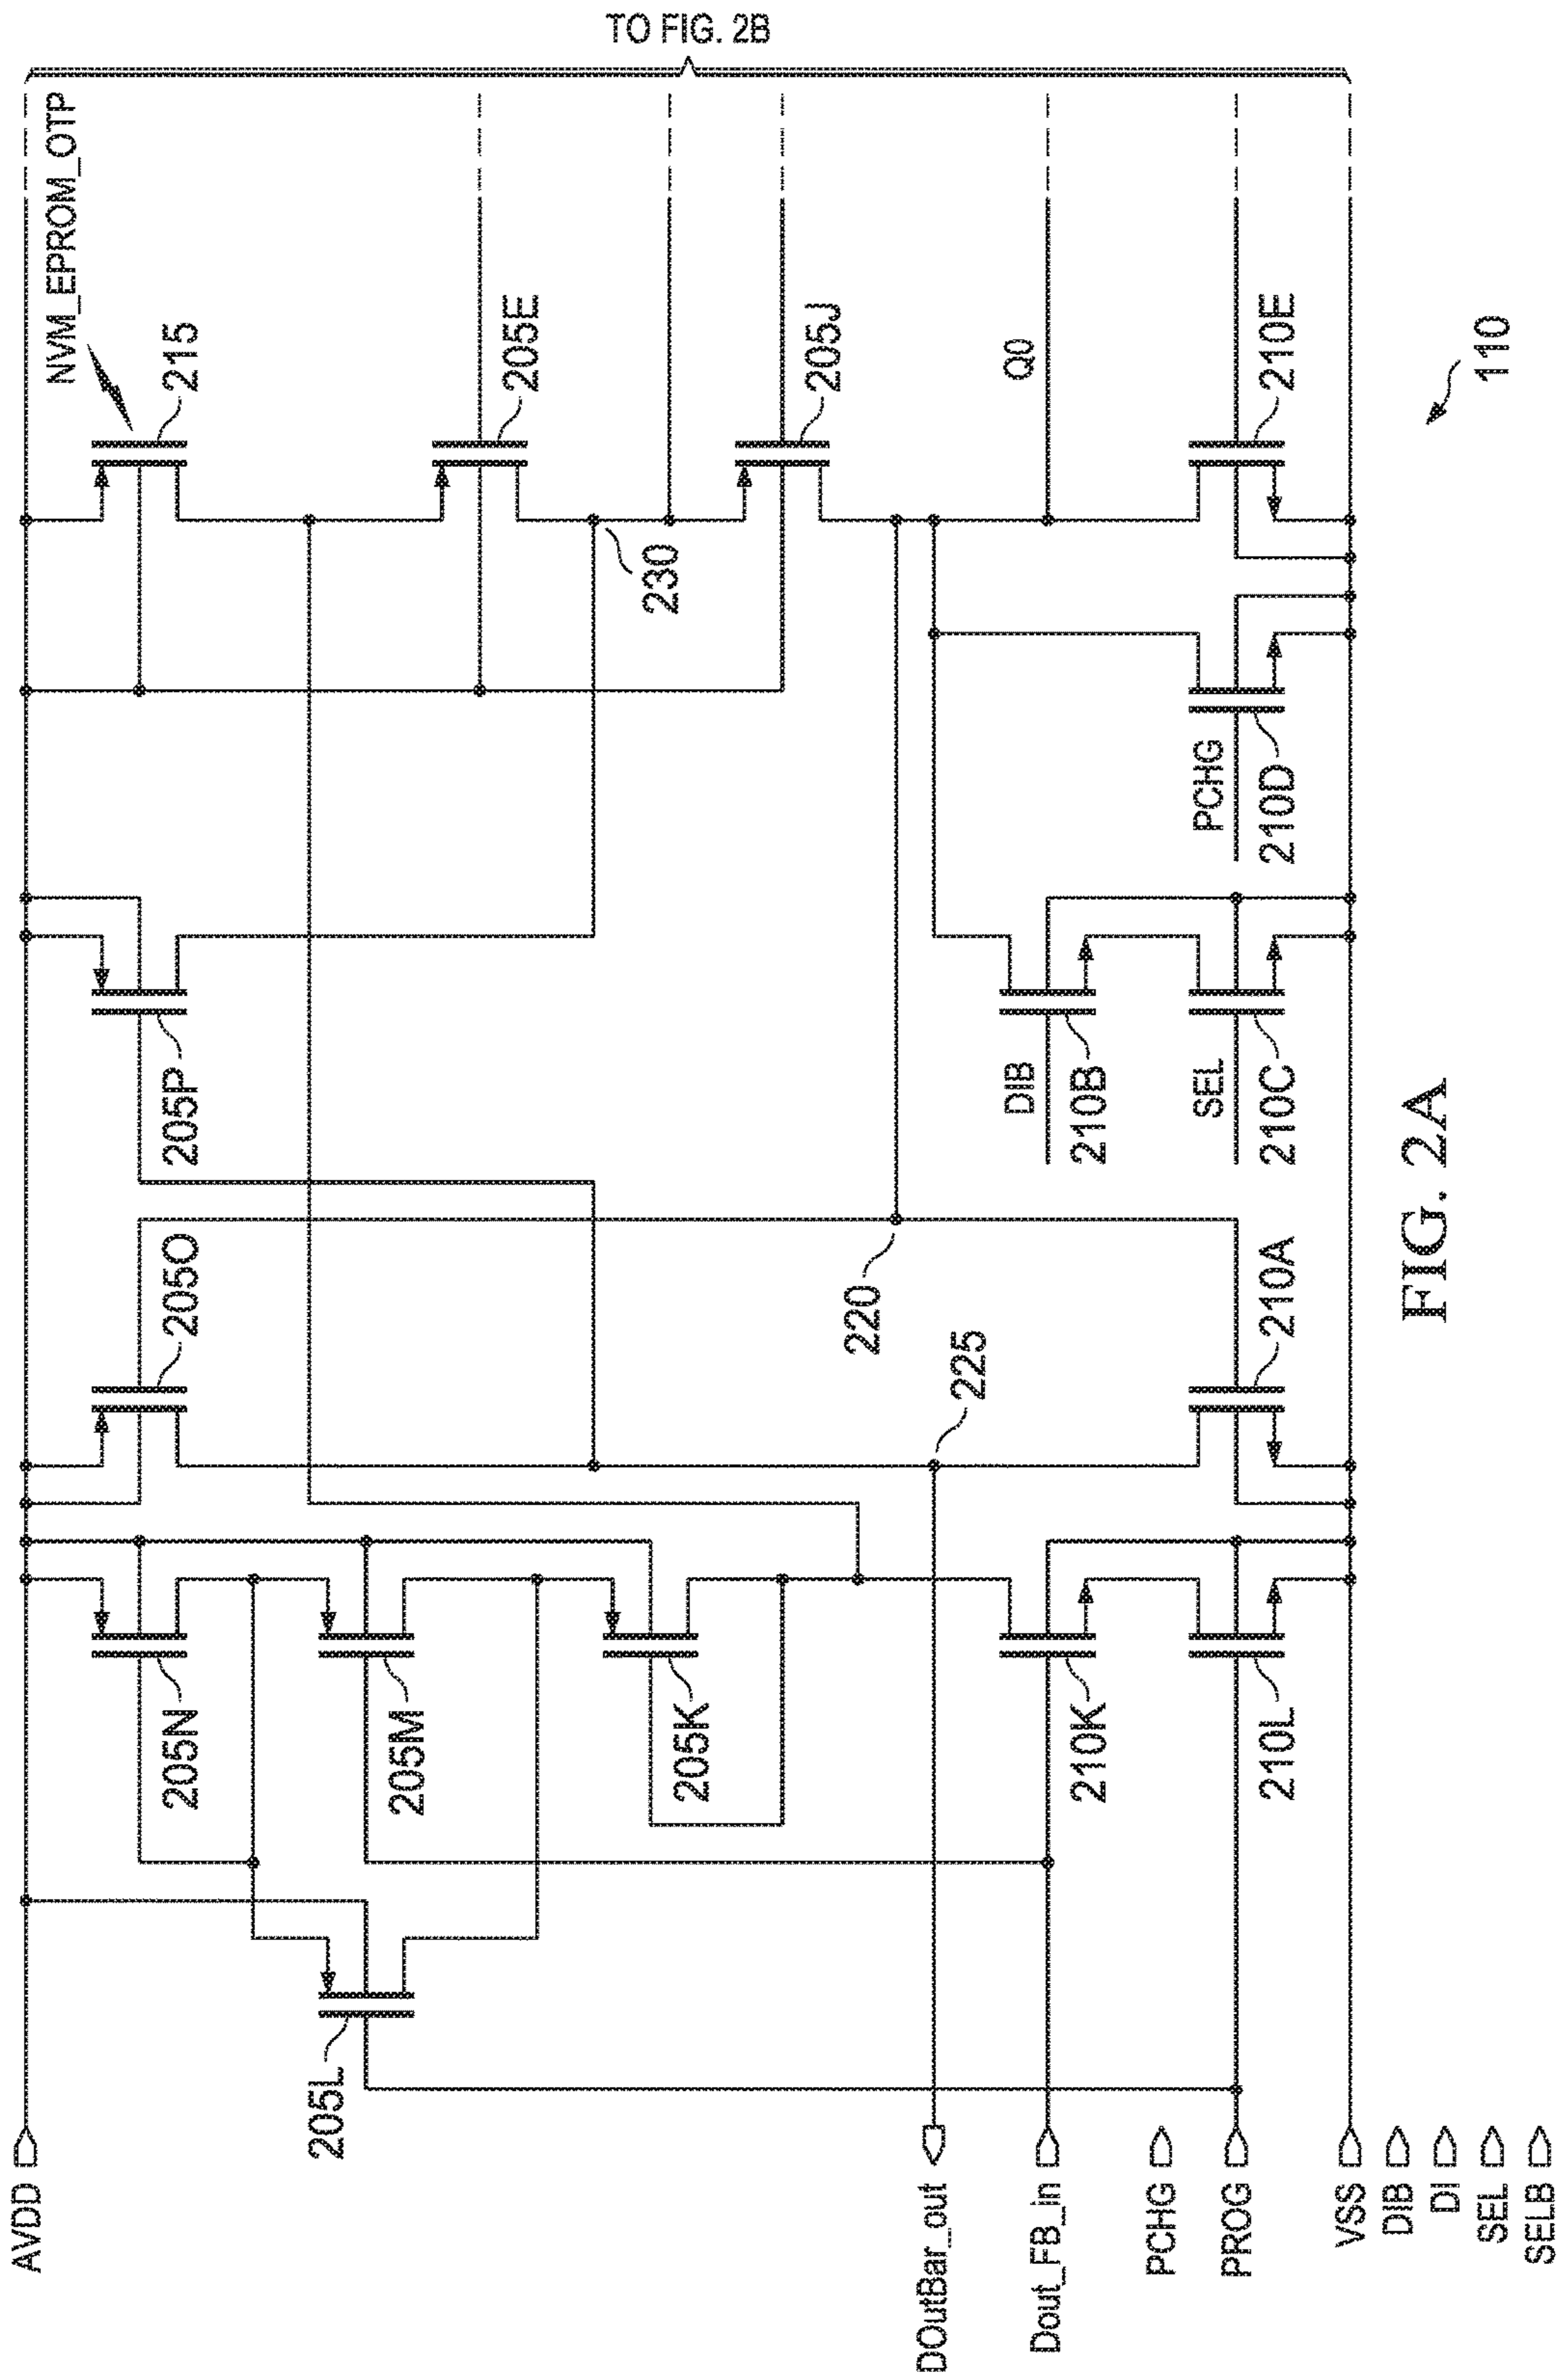 TO FIG. 2B
NVM_EPROM_OTP
215
205E
205J
Q0
210E
110
230
205P
PCHG
210D
DIB
210B
SEL
210C
205O
220
225
210A
FIG. 2A
205N
205M
205K
210K
210L
205L
AVDD
DOutBar_out
Dout_FB_in
PCHG
PROG
VSS
DIB
DI
SEL
SELB